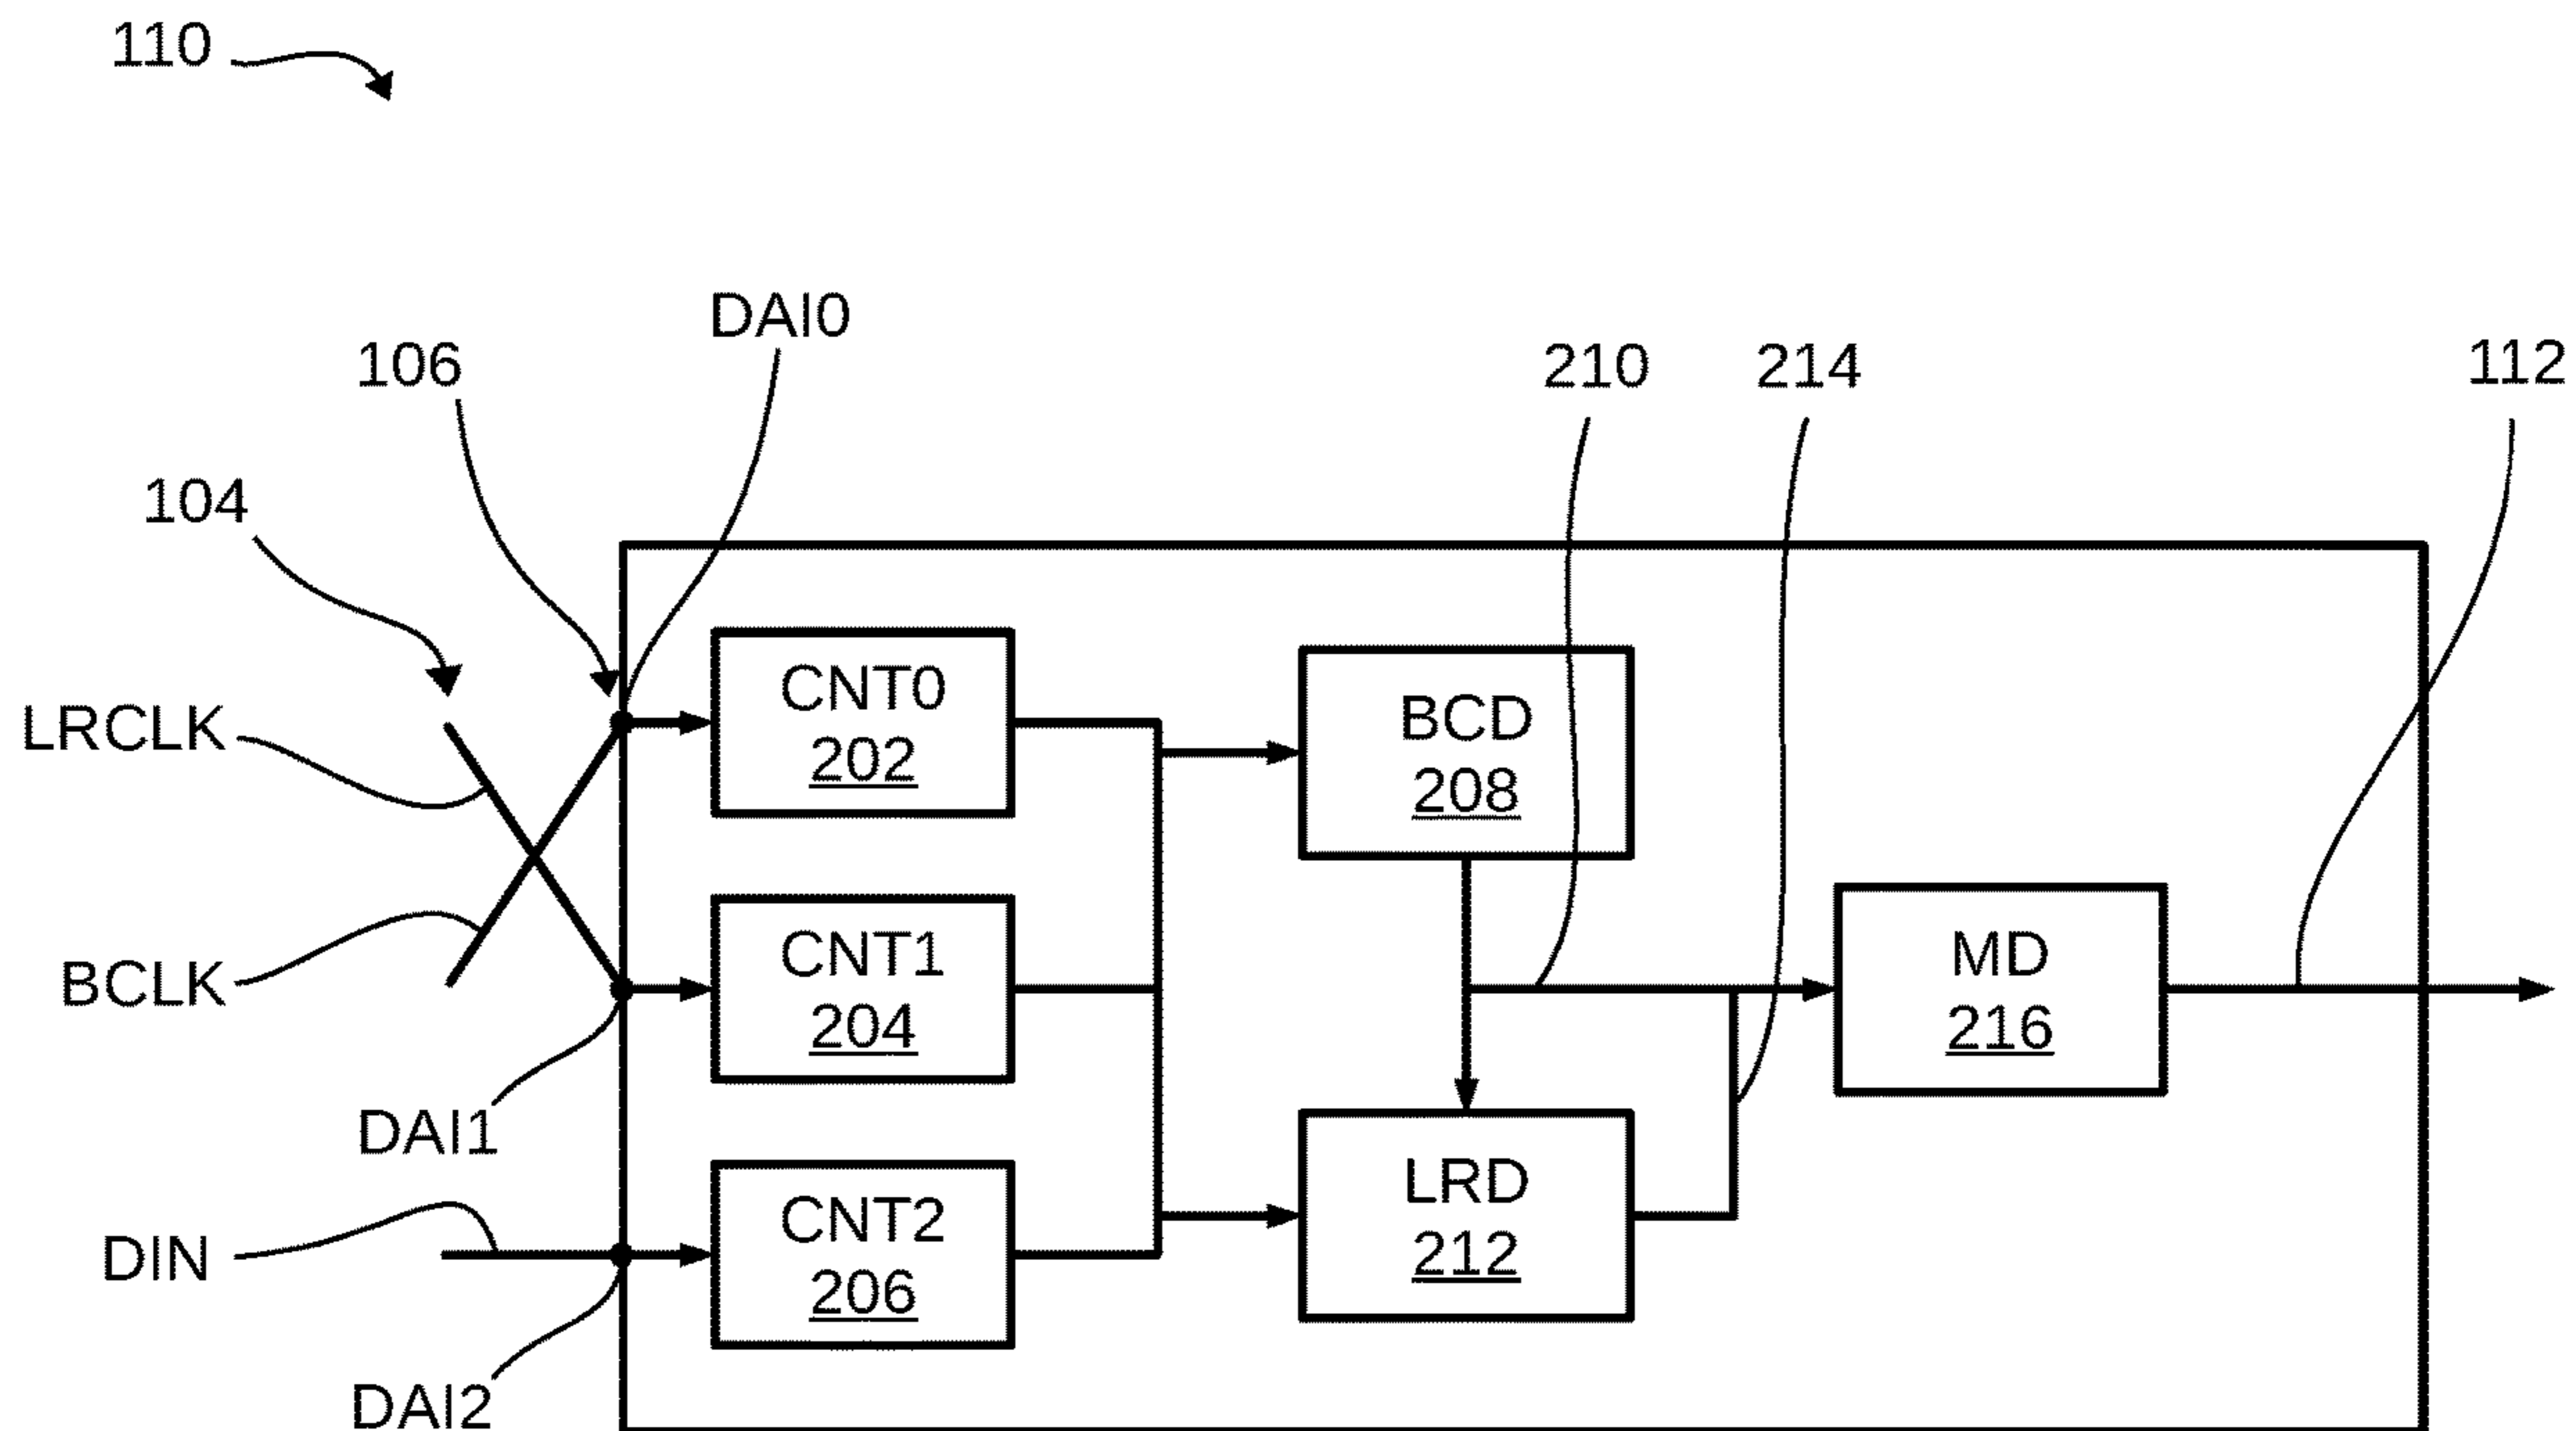 110
DAI0
106
210
214
112
104
CNT0
202
BCD
208
LRCLK
CNT1
204
MD
216
BCLK
DAI1
LRD
212
CNT2
206
DIN
DAI2